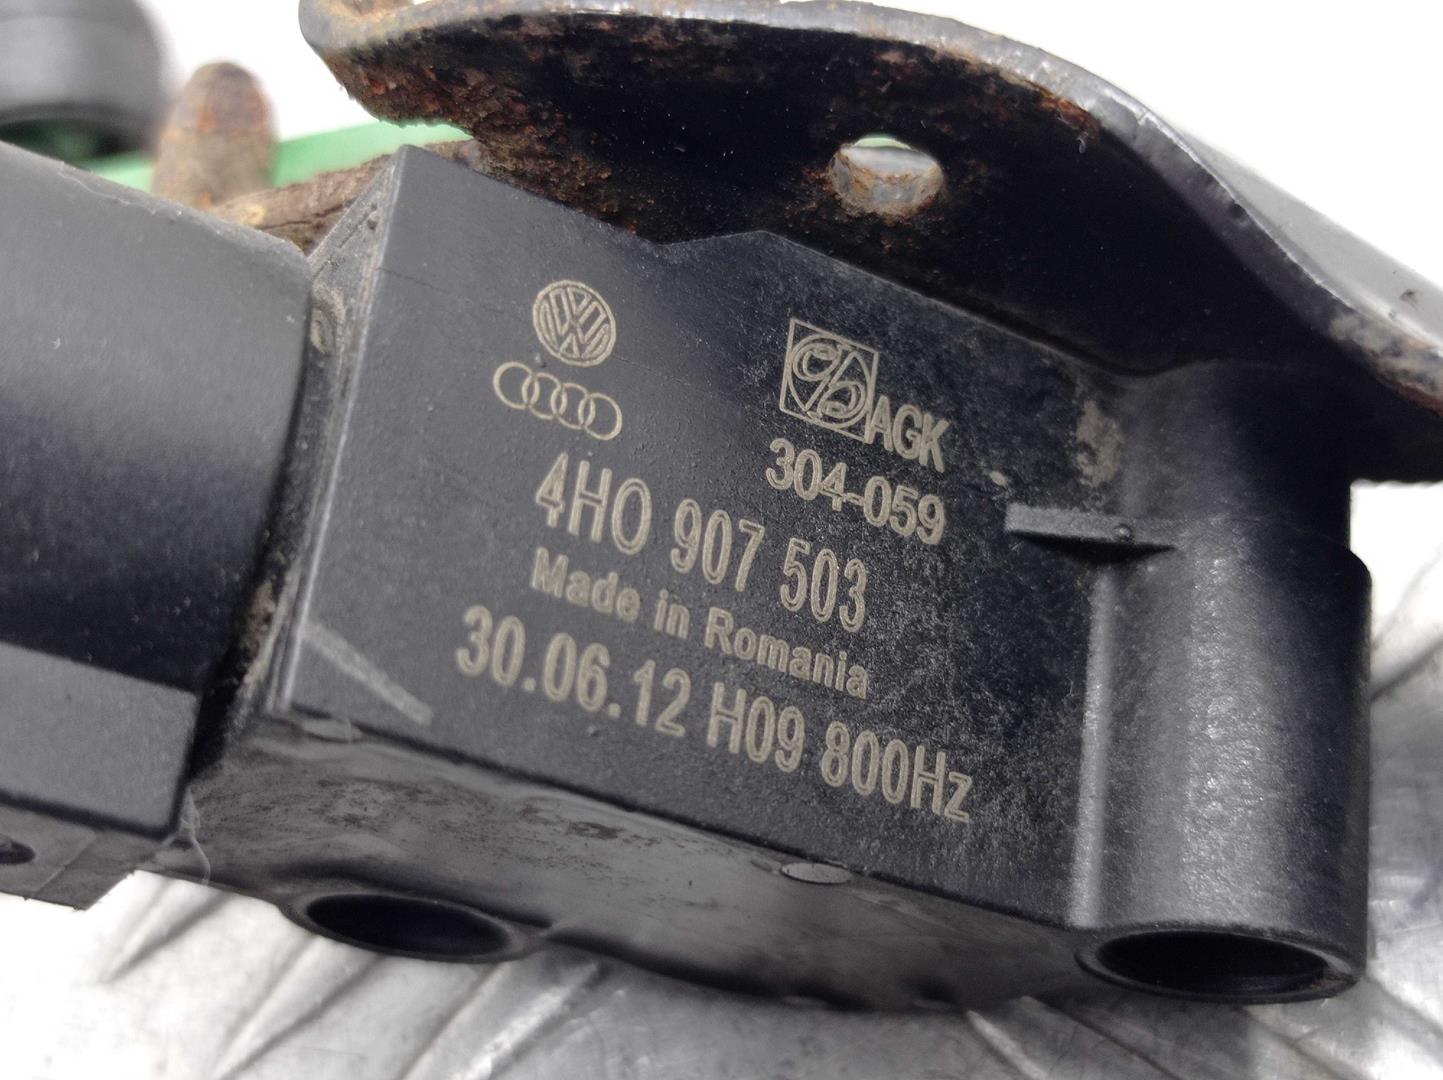 AGK
304-059
4H0 907 503
Made in Romania
30.06.12 H09 800Hz